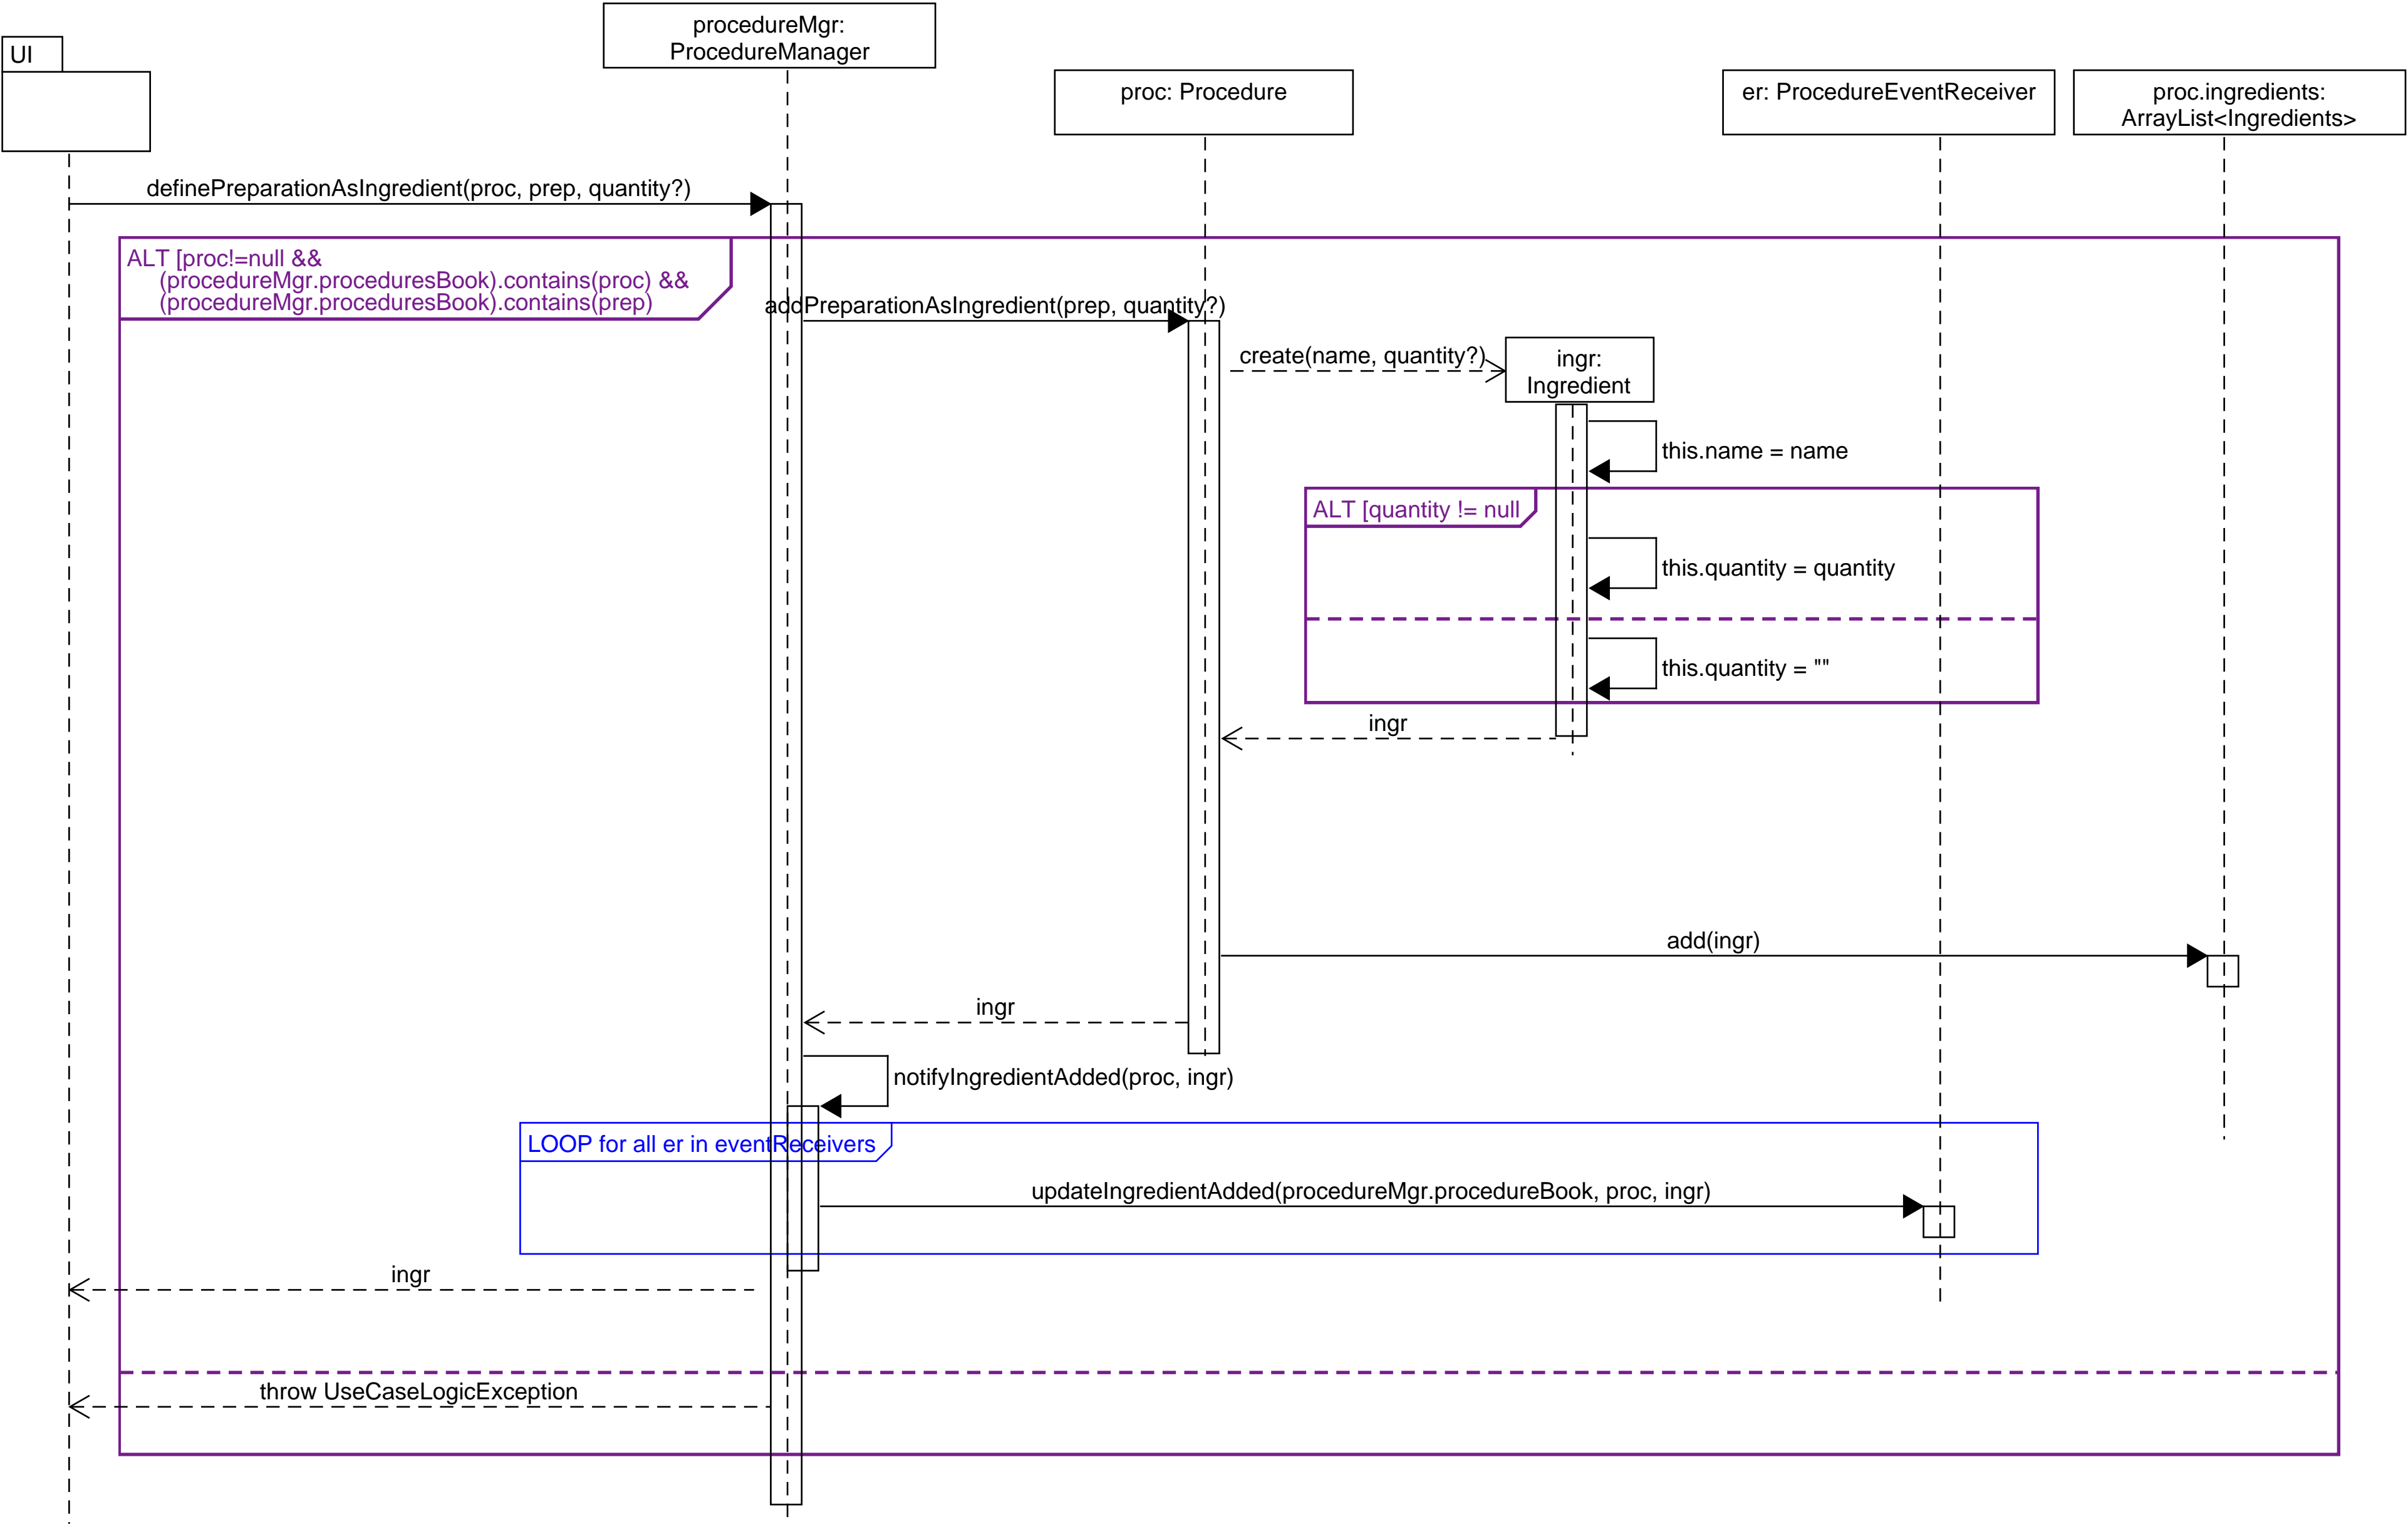 procedureMgr:
ProcedureManager
UI
proc: Procedure
er: ProcedureEventReceiver
proc.ingredients:
ArrayList<Ingredients>
definePreparationAsIngredient(proc, prep, quantity?)
ALT [proc!=null &&
(procedureMgr.proceduresBook).contains(proc) &&
(procedureMgr.proceduresBook).contains(prep)
addPreparationAsIngredient(prep, quantity?)
create(name, quantity?)
ingr:
Ingredient
this.name = name
ALT [quantity != null
this.quantity = quantity
this.quantity = ""
ingr
add(ingr)
ingr
notifyIngredientAdded(proc, ingr)
LOOP for all er in eventReceivers
updateIngredientAdded(procedureMgr.procedureBook, proc, ingr)
ingr
throw UseCaseLogicException